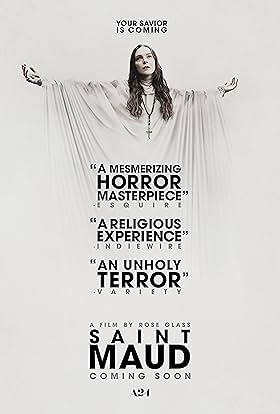 YOUR SAVIOR
IS COMING
“A MESMERIZING
HORROR
MASTERPIECE”
-ESQUIRE
“A RELIGIOUS
EXPERIENCE”
-INDIEWIRE
“AN UNHOLY
TERROR”
-VARIETY
A FILM BY ROSE GLASS
SAINT
MAUD
COMING SOON
A24